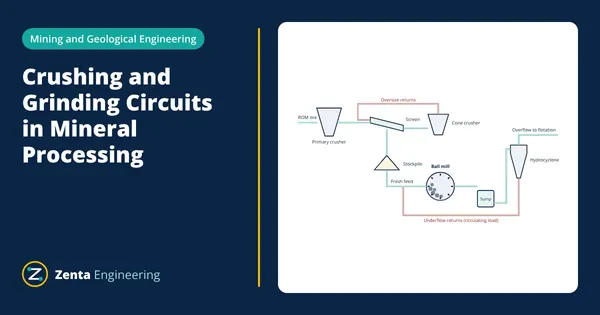 Mining and Geological Engineering
Crushing and
Grinding Circuits
in Mineral
Processing
Zenta Engineering
Oversize returns
ROM ore
Screen
Primary crusher
Cone crusher
Overflow to flotation
Stockpile
Ball mill
Hydrocyclone
Fresh feed
Sump
Underflow returns (circulating load)